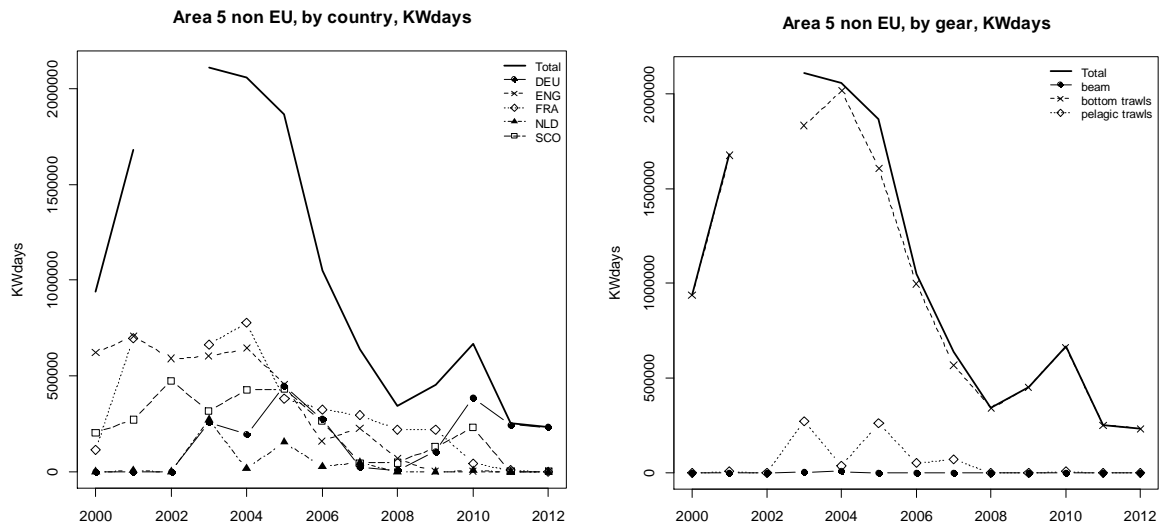 Area 5 non EU, by country, KWdays
Total
DEU
ENG
FRA
NLD
SCO
KWdays
2000000
1500000
1000000
500000
0
2000
2002
2004
2006
2008
2010
2012
Area 5 non EU, by gear, KWdays
Total
beam
bottom trawls
pelagic trawls
KWdays
2000000
1500000
1000000
500000
0
2000
2002
2004
2006
2008
2010
2012